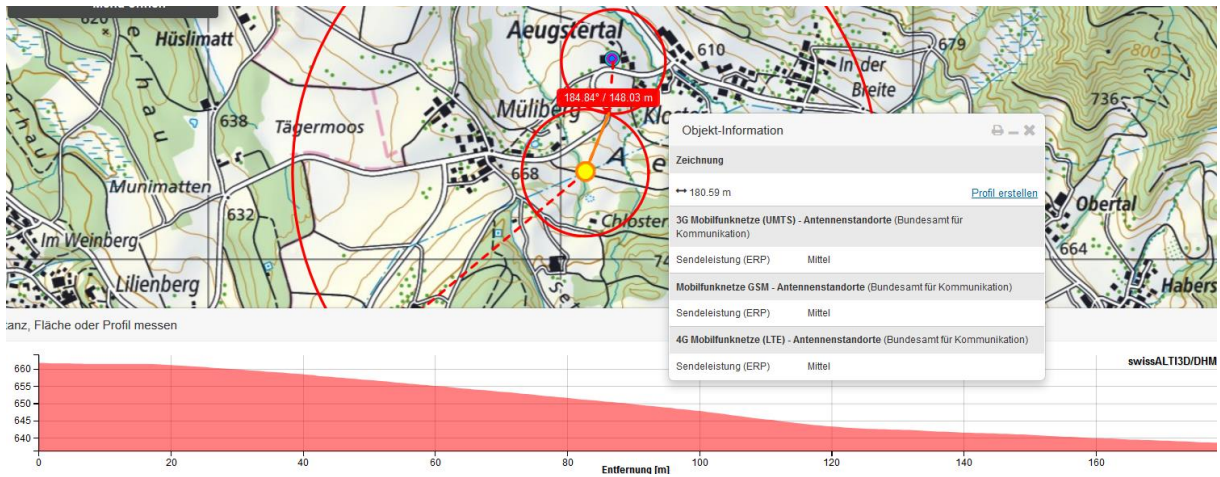 Hüslimatt
638
Tägermoos
Munimatten
632
Im Weinberg
Lilienberg
Aeugstertal
610
679
In der
Breite
800
736
184.84° / 148.03 m
Müliberg
668
A
Chloster
Obertal
664
Habers
Objekt-Information
Zeichnung
180.59 m Profil erstellen
3G Mobilfunknetze (UMTS) - Antennenstandorte (Bundesamt für
Kommunikation)
Sendeleistung (ERP) Mittel
Mobilfunknetze GSM - Antennenstandorte (Bundesamt für Kommunikation)
Sendeleistung (ERP) Mittel
4G Mobilfunknetze (LTE) - Antennenstandorte (Bundesamt für Kommunikation)
Sendeleistung (ERP) Mittel
tanz, Fläche oder Profil messen
swissALTI3D/DHM
660
655
650
645
640
0 20 40 60 80 100 120 140 160
Entfernung [m]